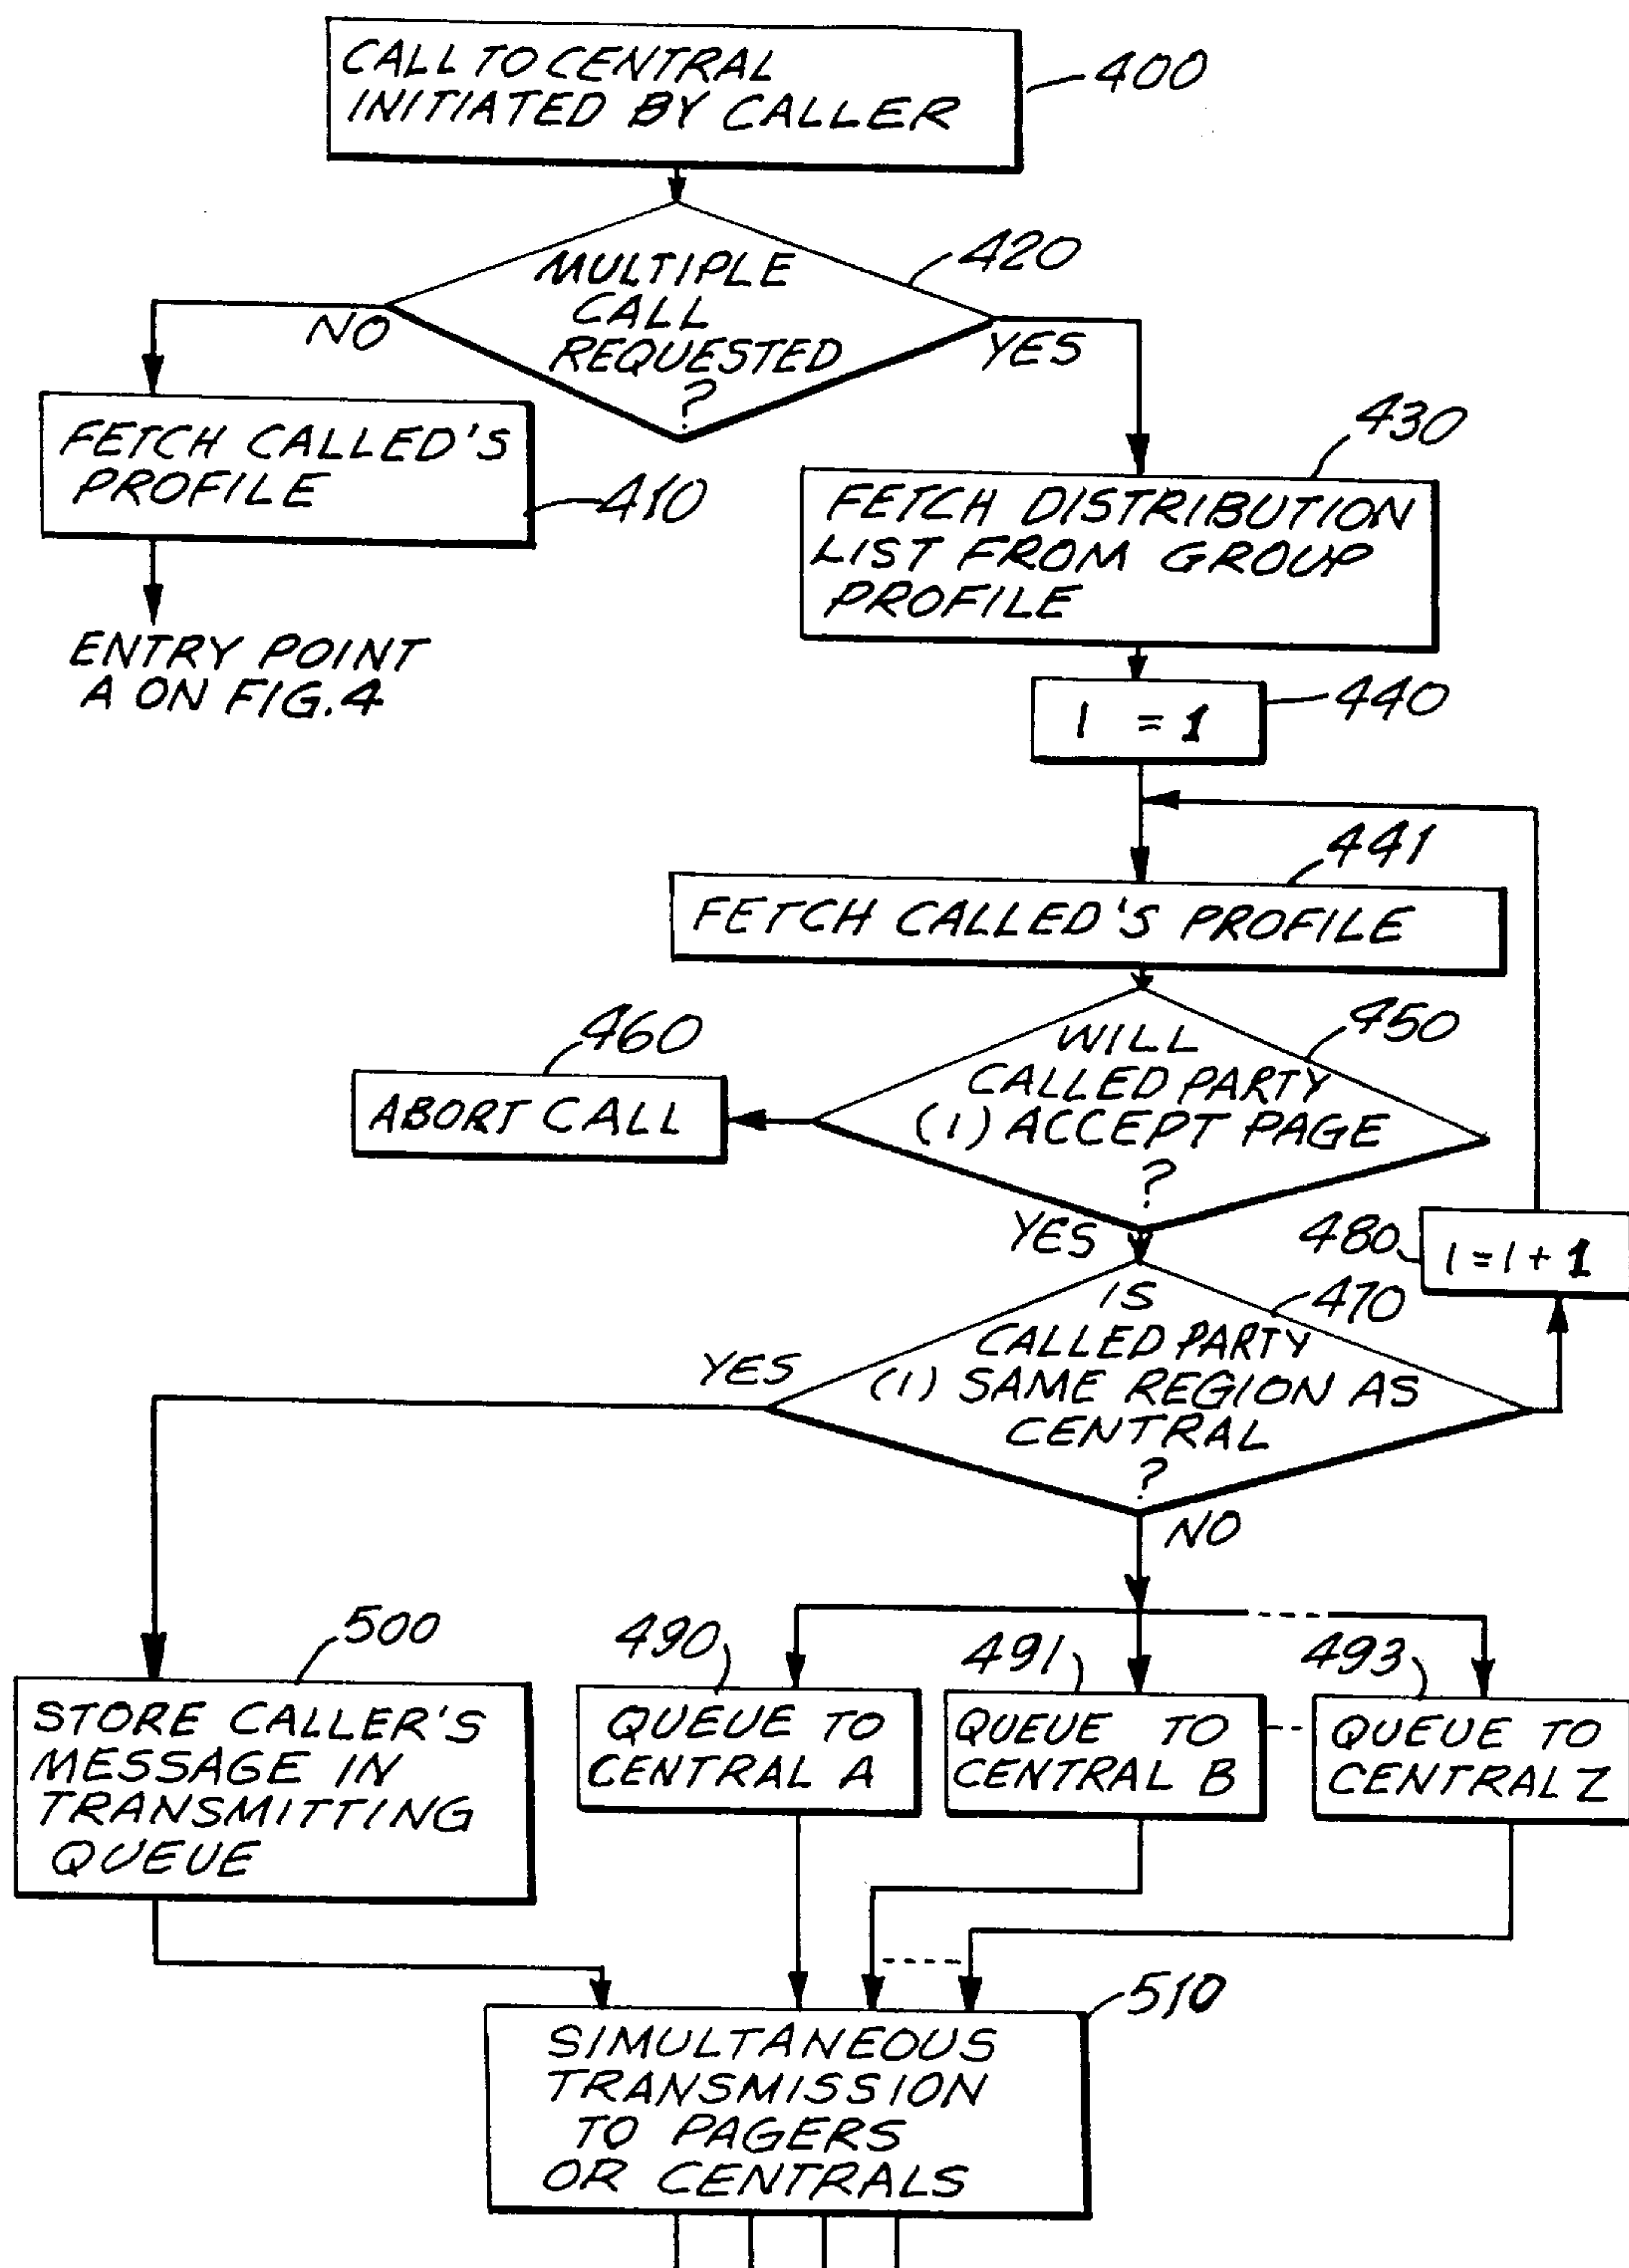 CALL TO CENTRAL
INITIATED BY CALLER
400
MULTIPLE
CALL
REQUESTED
?
420
NO
YES
FETCH CALLED'S
PROFILE
410
ENTRY POINT
A ON FIG.4
430
FETCH DISTRIBUTION
LIST FROM GROUP
PROFILE
440
I = 1
441
FETCH CALLED'S PROFILE
450
WILL
CALLED PARTY
(I) ACCEPT PAGE
?
460
ABORT CALL
YES
480
I = I + 1
470
IS
CALLED PARTY
(I) SAME REGION AS
CENTRAL
?
YES
NO
500
STORE CALLER'S
MESSAGE IN
TRANSMITTING
QUEUE
490
QUEUE TO
CENTRAL A
491
QUEUE TO
CENTRAL B
493
QUEUE TO
CENTRAL Z
510
SIMULTANEOUS
TRANSMISSION
TO PAGERS
OR CENTRALS